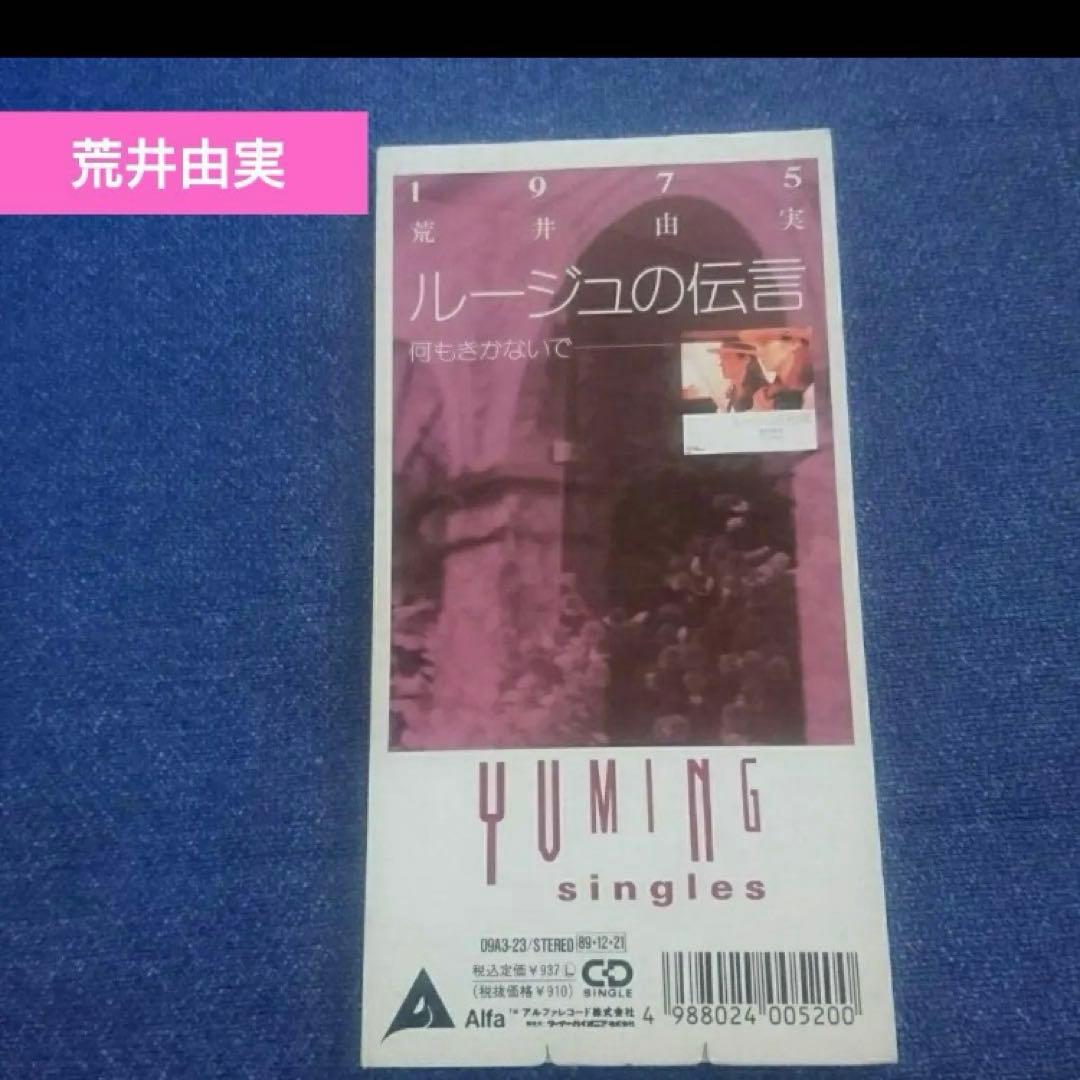 荒井由実
1 9 7 5
荒 井 由 実
ルージュの伝言
何もきかないで
YUMING
singles
09A3-23/STEREO 89・12・21
税込定価￥937 L
(税抜価格￥910)
CD
SINGLE
Alfa™ アルファレコード株式会社
4 988024 005200